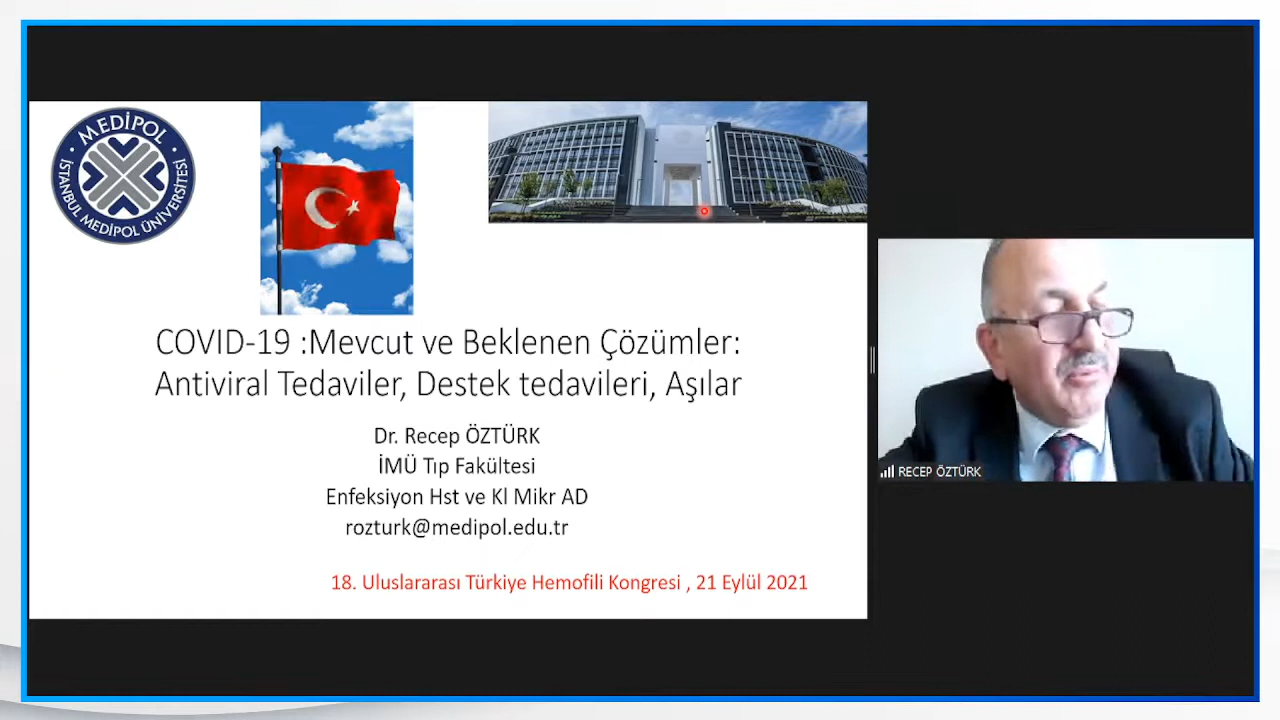 MEDİPOL
İSTANBUL MEDİPOL ÜNİVERSİTESİ
COVID-19 :Mevcut ve Beklenen Çözümler:
Antiviral Tedaviler, Destek tedavileri, Aşılar
Dr. Recep ÖZTÜRK
İMÜ Tıp Fakültesi
Enfeksiyon Hst ve Kl Mikr AD
rozturk@medipol.edu.tr
18. Uluslararası Türkiye Hemofili Kongresi , 21 Eylül 2021
RECEP ÖZTÜRK